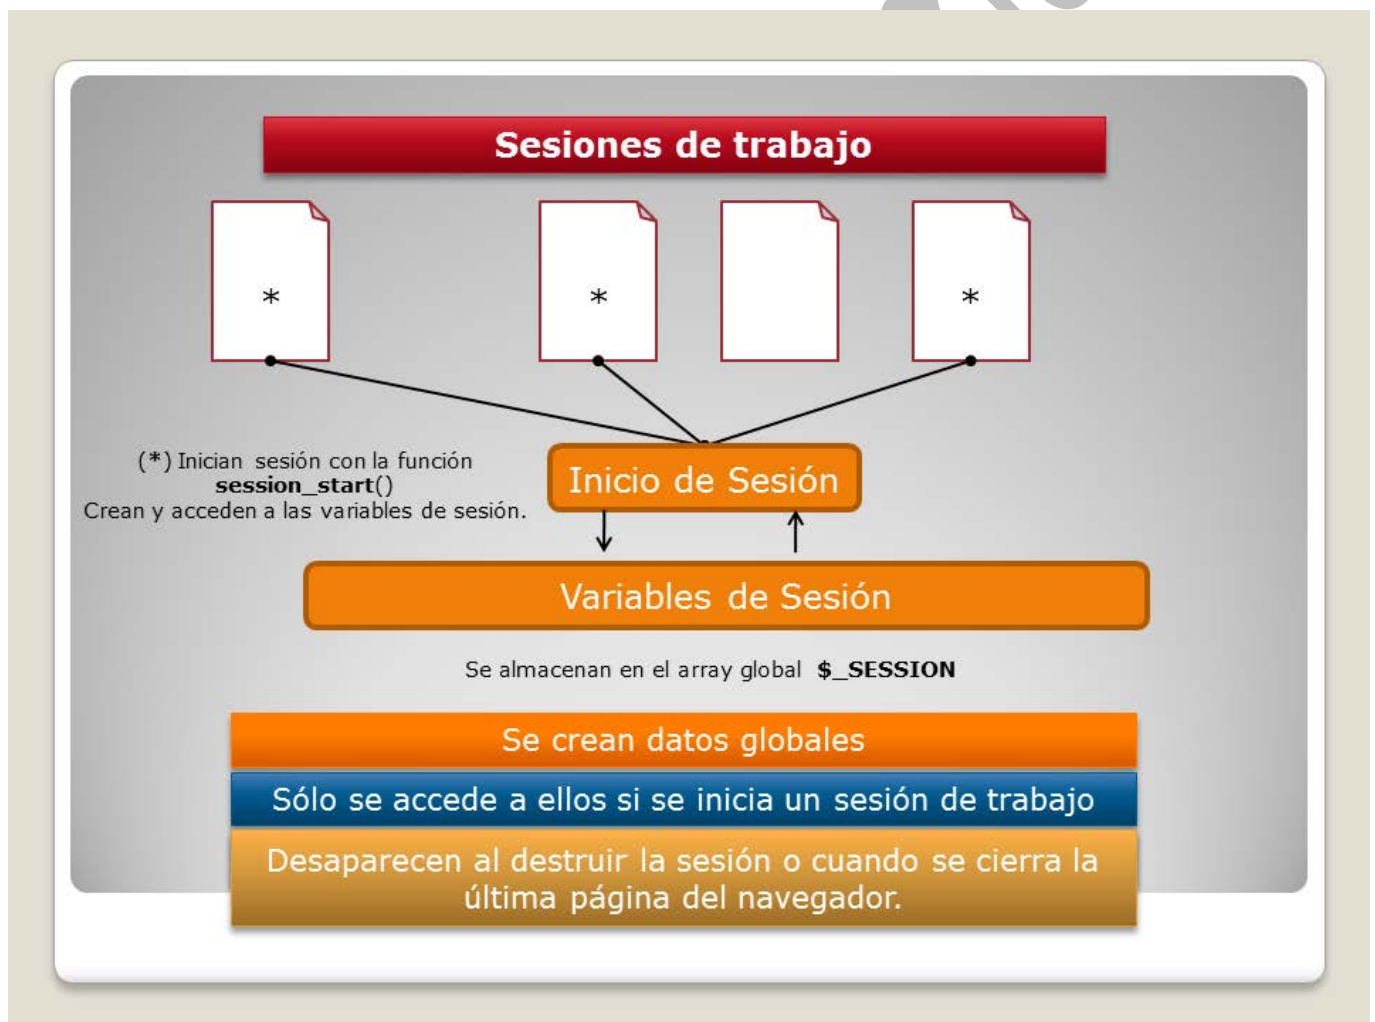 Sesiones de trabajo
*
*
*
(*) Inician sesión con la función
session_start()
Crean y acceden a las variables de sesión.
Inicio de Sesión
Variables de Sesión
Se almacenan en el array global $_SESSION
Se crean datos globales
Sólo se accede a ellos si se inicia un sesión de trabajo
Desaparecen al destruir la sesión o cuando se cierra la
última página del navegador.